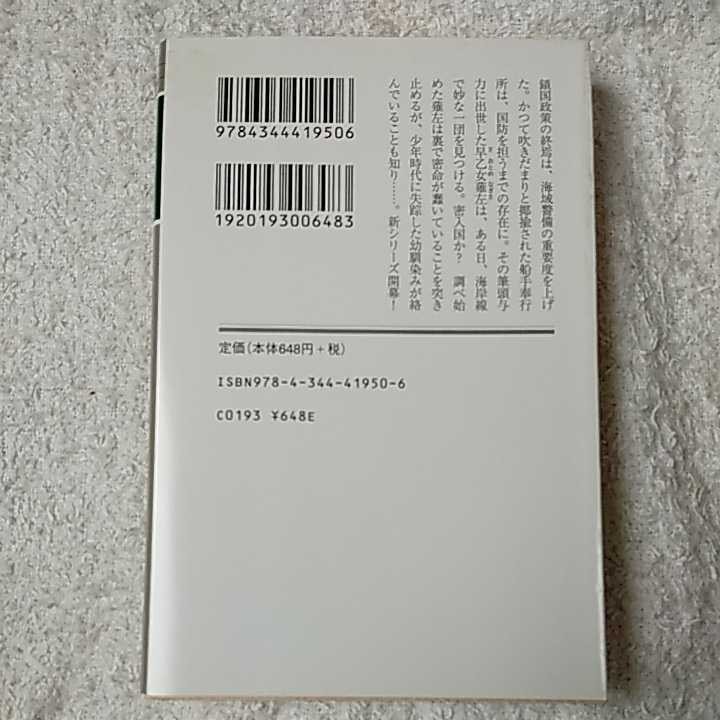 9784344419506
1920193006483
鎖国政策の終焉は、海域警備の重要度を上げ
た。かつて吹きだまりと揶揄された船手奉行
所は、国防を担うまでの存在に。その筆頭与
力に出世した早乙女薙左は、ある日、海岸線
で妙な一団を見つける。密入国か? 調べ始
めた薙左は裏で密命が蠢いていることを突き
止めるが、少年時代に失踪した幼馴染みが絡
んでいることも知り……。新シリーズ開幕!
定価(本体648円+税)
ISBN978-4-344-41950-6
C0193 ¥648E